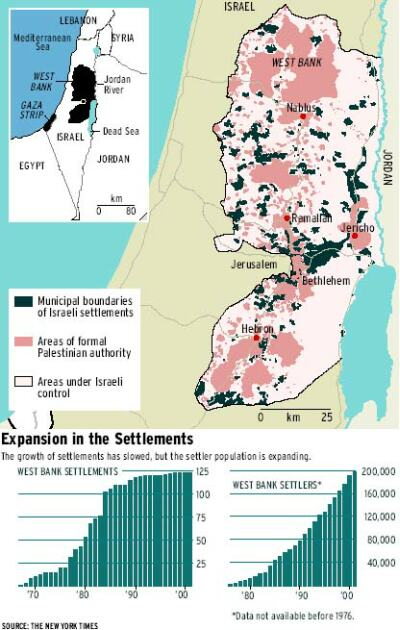 ISRAEL
LEBANON
Mediterranean
Sea
SYRIA
WEST
BANK
Jordan
River
GAZA
STRIP
ISRAEL
Dead Sea
EGYPT
JORDAN
km
0 80
WEST BANK
Nablus
JORDAN
Ramallah
Jericho
Jerusalem
Bethlehem
Hebron
Municipal boundaries
of Israeli settlements
Areas of formal
Palestinian authority
Areas under Israeli
control
0 km 25
Expansion in the Settlements
The growth of settlements has slowed, but the settler population is expanding.
WEST BANK SETTLEMENTS
125
100
75
50
25
'70 '80 '90 '00
WEST BANK SETTLERS*
200,000
160,000
120,000
80,000
40,000
'80 '90 '00
*Data not available before 1976.
SOURCE: THE NEW YORK TIMES